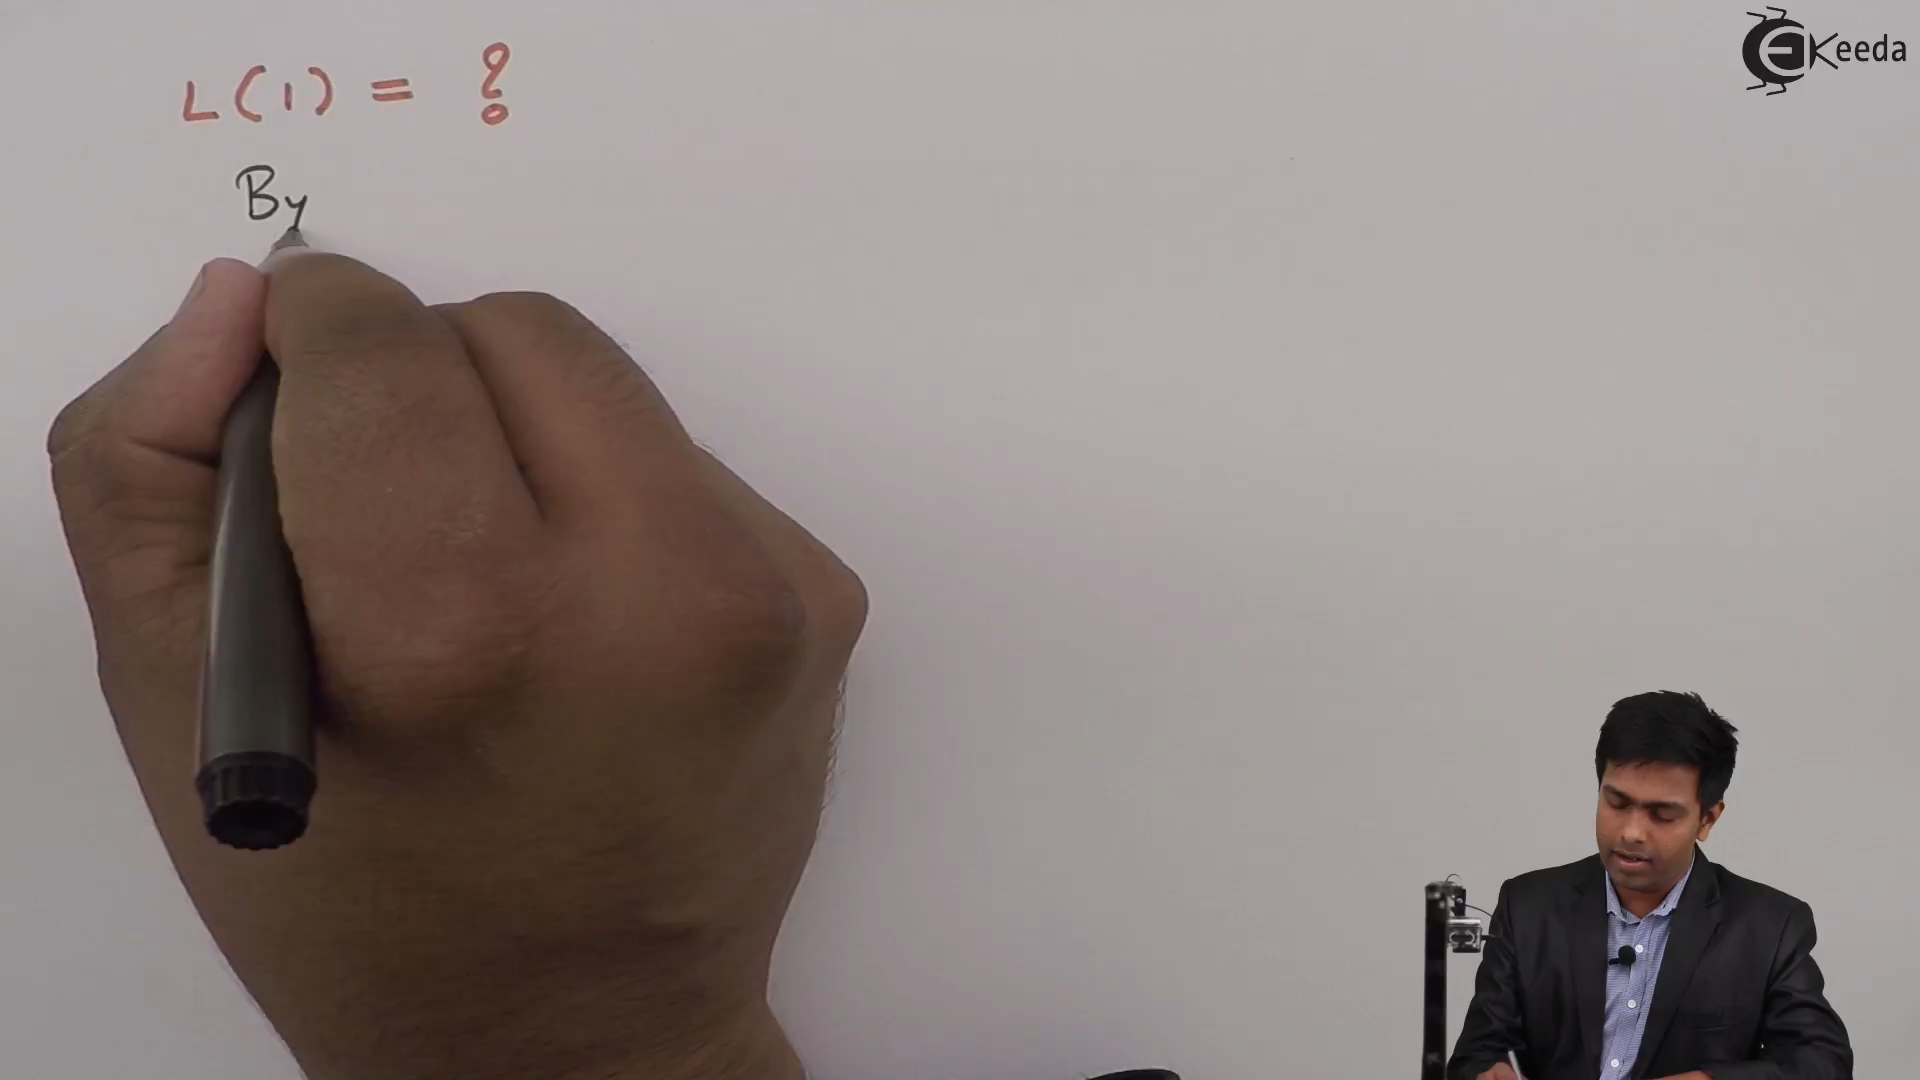 L(1) = ?
By
EKeeda